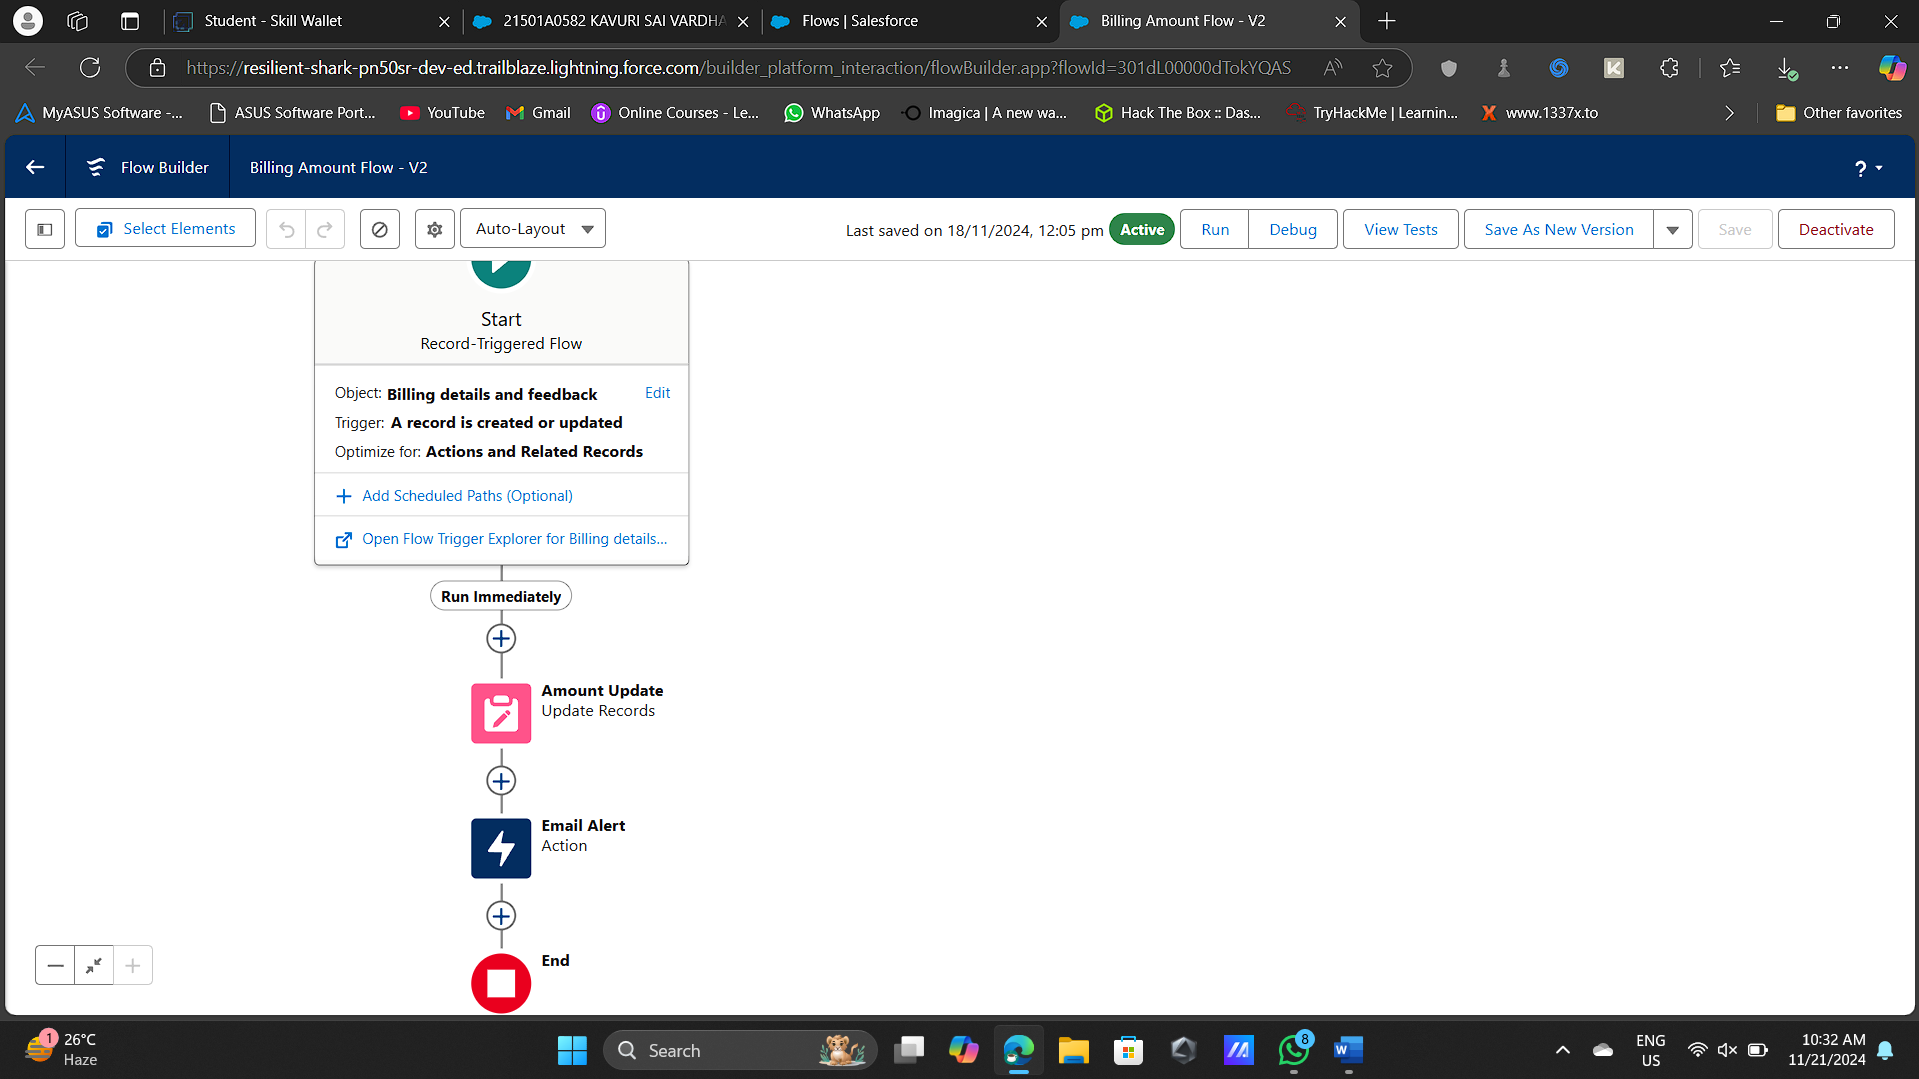 Student - Skill Wallet
21501A0582 KAVURI SAI VARDHA
Flows | Salesforce
Billing Amount Flow - V2
https://resilient-shark-pn50sr-dev-ed.trailblaze.lightning.force.com/builder_platform_interaction/flowBuilder.app?flowId=301dL00000dTokYQAS
MyASUS Software -...
ASUS Software Port...
YouTube
Gmail
Online Courses - Le...
WhatsApp
Imagica | A new wa...
Hack The Box :: Das...
TryHackMe | Learnin...
www.1337x.to
Other favorites
Flow Builder
Billing Amount Flow - V2
?
Select Elements
Auto-Layout
Last saved on 18/11/2024, 12:05 pm
Active
Run
Debug
View Tests
Save As New Version
Save
Deactivate
Start
Record-Triggered Flow
Object: Billing details and feedback
Edit
Trigger: A record is created or updated
Optimize for: Actions and Related Records
Add Scheduled Paths (Optional)
Open Flow Trigger Explorer for Billing details...
Run Immediately
Amount Update
Update Records
Email Alert
Action
End
1
26°C
Haze
Search
8
ENG
US
10:32 AM
11/21/2024